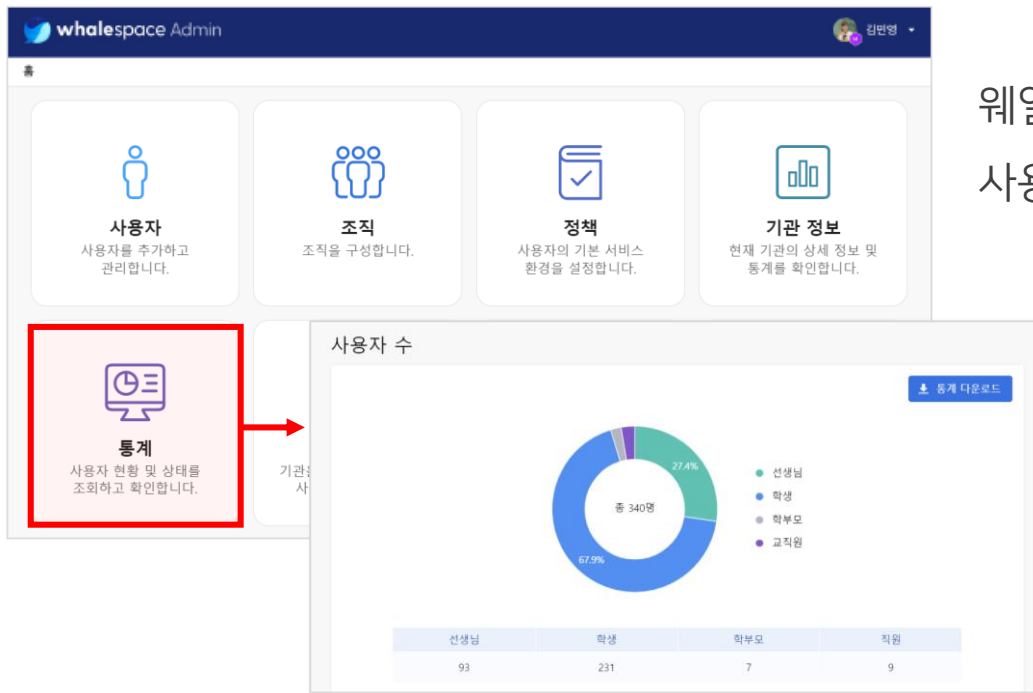 whalespace Admin
김민영
홈
사용자
사용자를 추가하고
관리합니다.
조직
조직을 구성합니다.
정책
사용자의 기본 서비스
환경을 설정합니다.
기관 정보
현재 기관의 상세 정보 및
통계를 확인합니다.
통계
사용자 현황 및 상태를
조회하고 확인합니다.
사용자 수
통계 다운로드
27.4%
67.9%
총 340명
선생님
학생
학부모
교직원
선생님 학생 학부모 직원
93 231 7 9